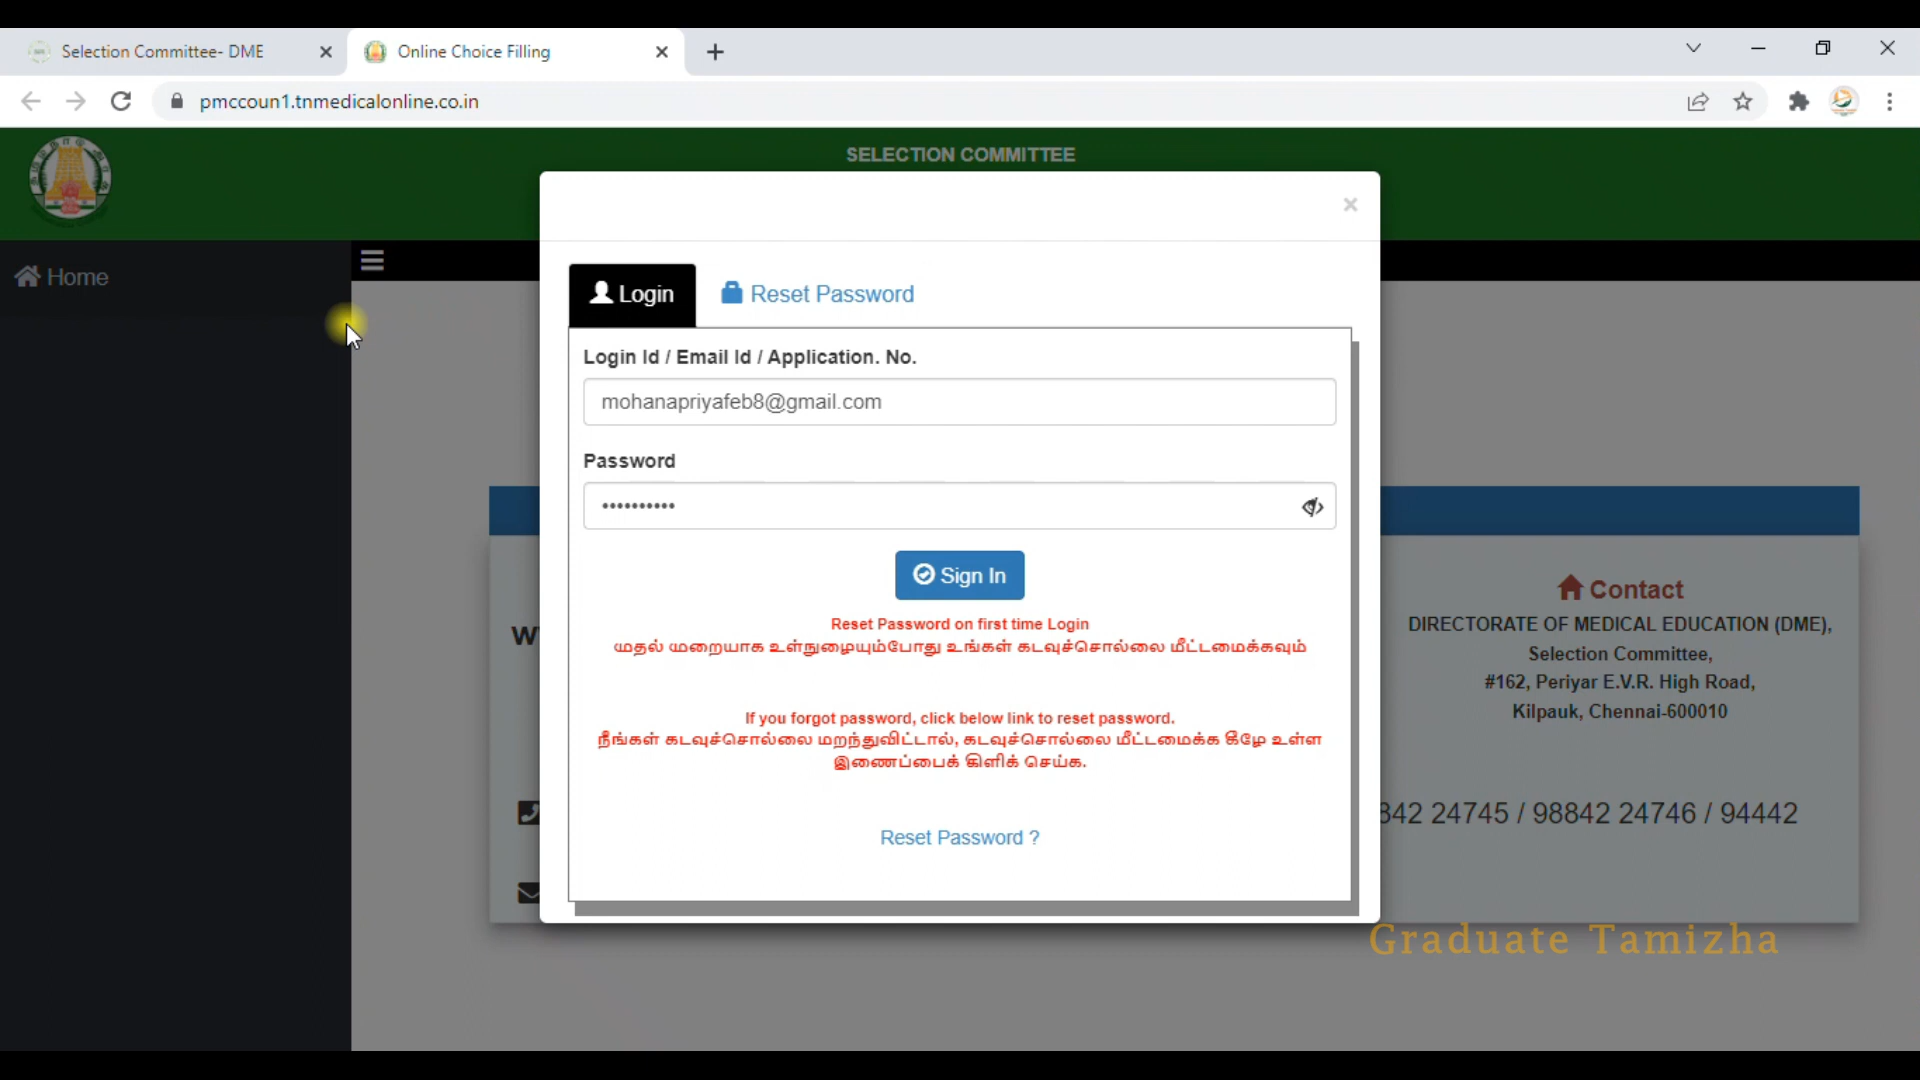 Selection Committee- DME
Online Choice Filling
pmccoun1.tnmedicalonline.co.in
SELECTION COMMITTEE
Home
Login
Reset Password
Login Id / Email Id / Application. No.
mohanapriyafeb8@gmail.com
Password
••••••••••
Sign In
Reset Password on first time Login
முதல் முறையாக உள்நுழையும்போது உங்கள் கடவுச்சொல்லை மீட்டமைக்கவும்
If you forgot password, click below link to reset password.
நீங்கள் கடவுச்சொல்லை மறந்துவிட்டால், கடவுச்சொல்லை மீட்டமைக்க கீழே உள்ள
இணைப்பைக் கிளிக் செய்க.
Reset Password ?
Contact
DIRECTORATE OF MEDICAL EDUCATION (DME),
Selection Committee,
#162, Periyar E.V.R. High Road,
Kilpauk, Chennai-600010
842 24745 / 98842 24746 / 94442
Graduate Tamizha